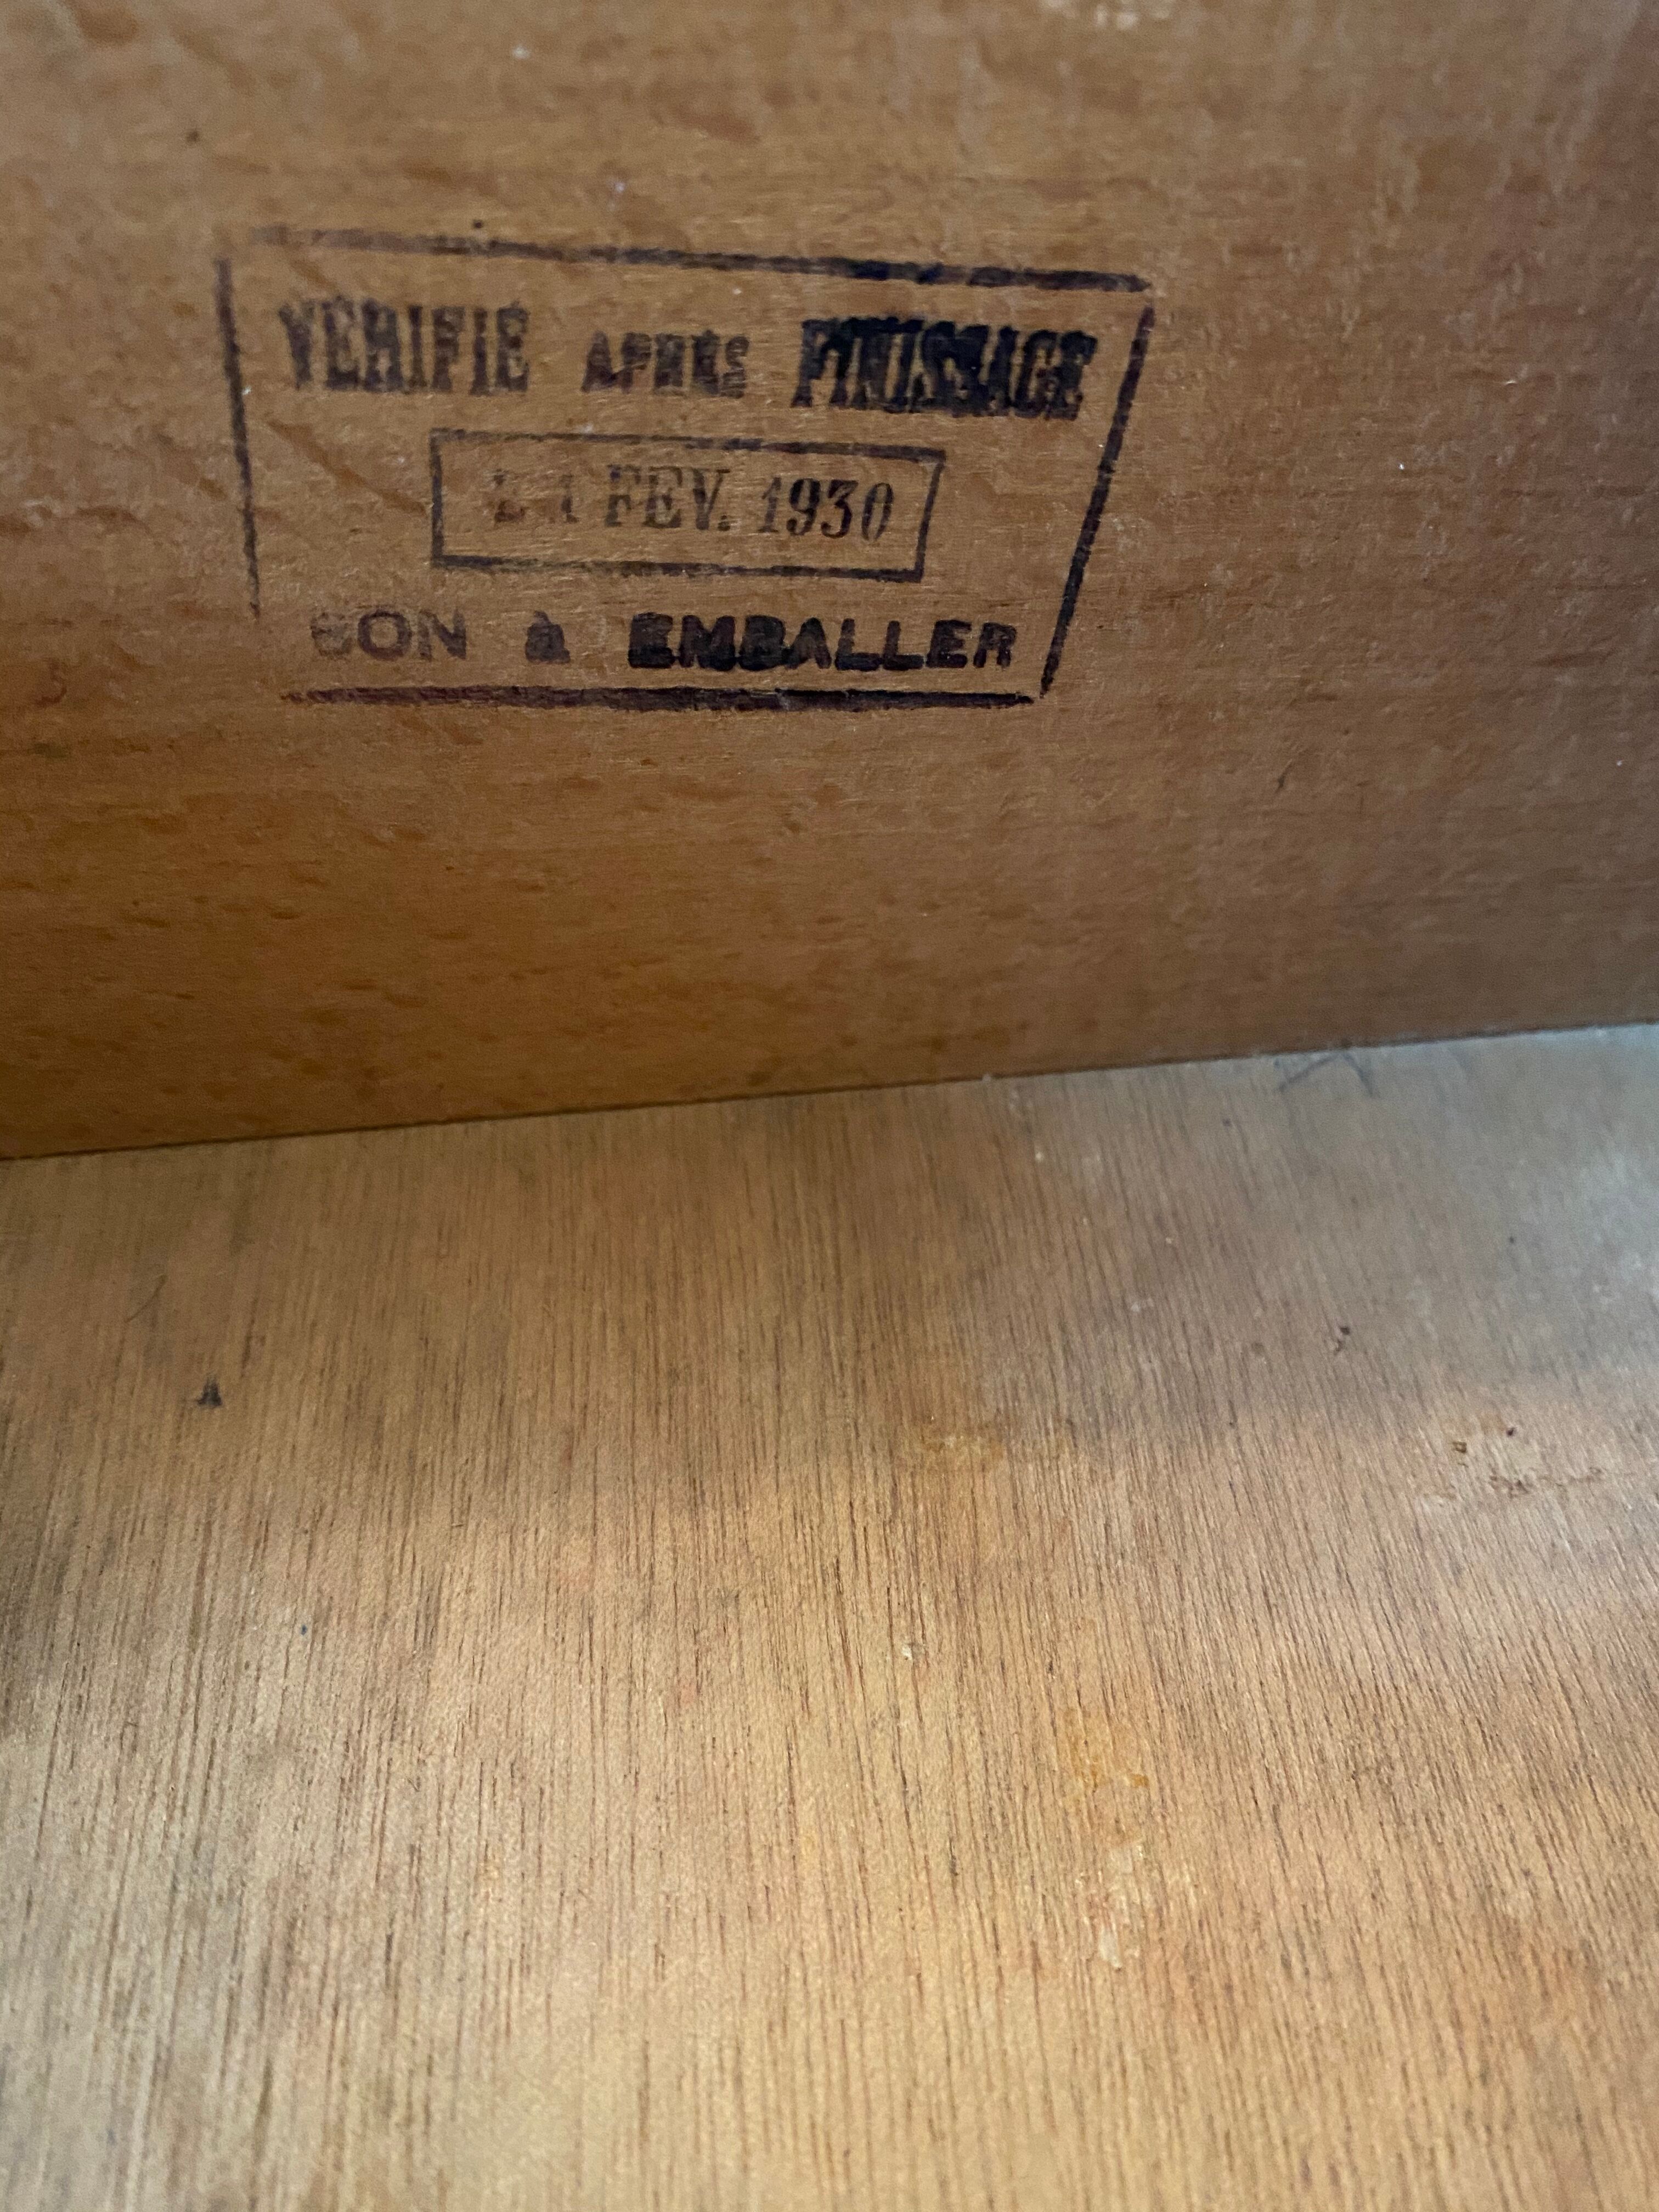 VERIFIE APRES FINISSAGE
FEV. 1930
BON à EMBALLER